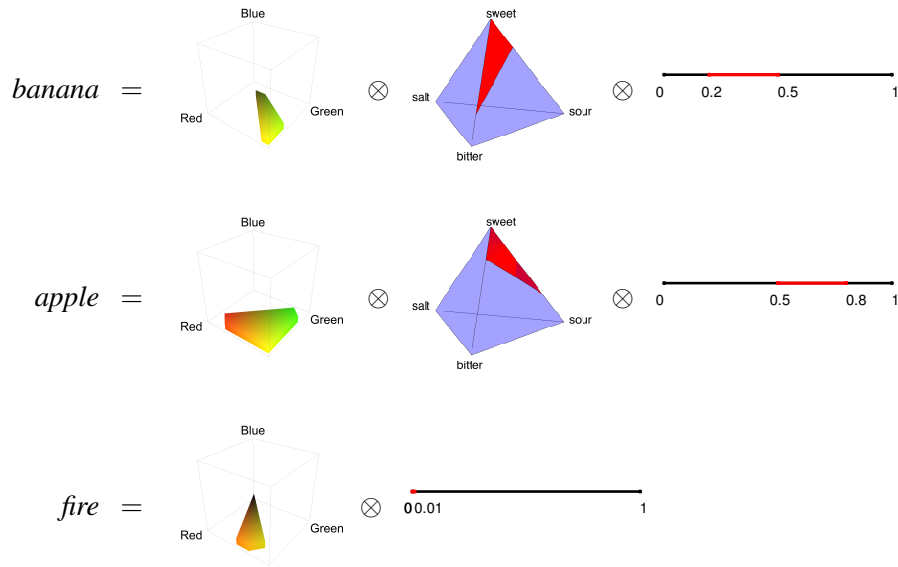 Blue
sweet
banana = ⊗ ⊗
salt
0 0.2 0.5 1
Red Green
sour
bitter
Blue
sweet
apple = ⊗ ⊗
salt
0 0.5 0.8 1
Red Green
sour
bitter
Blue
fire = ⊗
0 0.01 1
Red Green